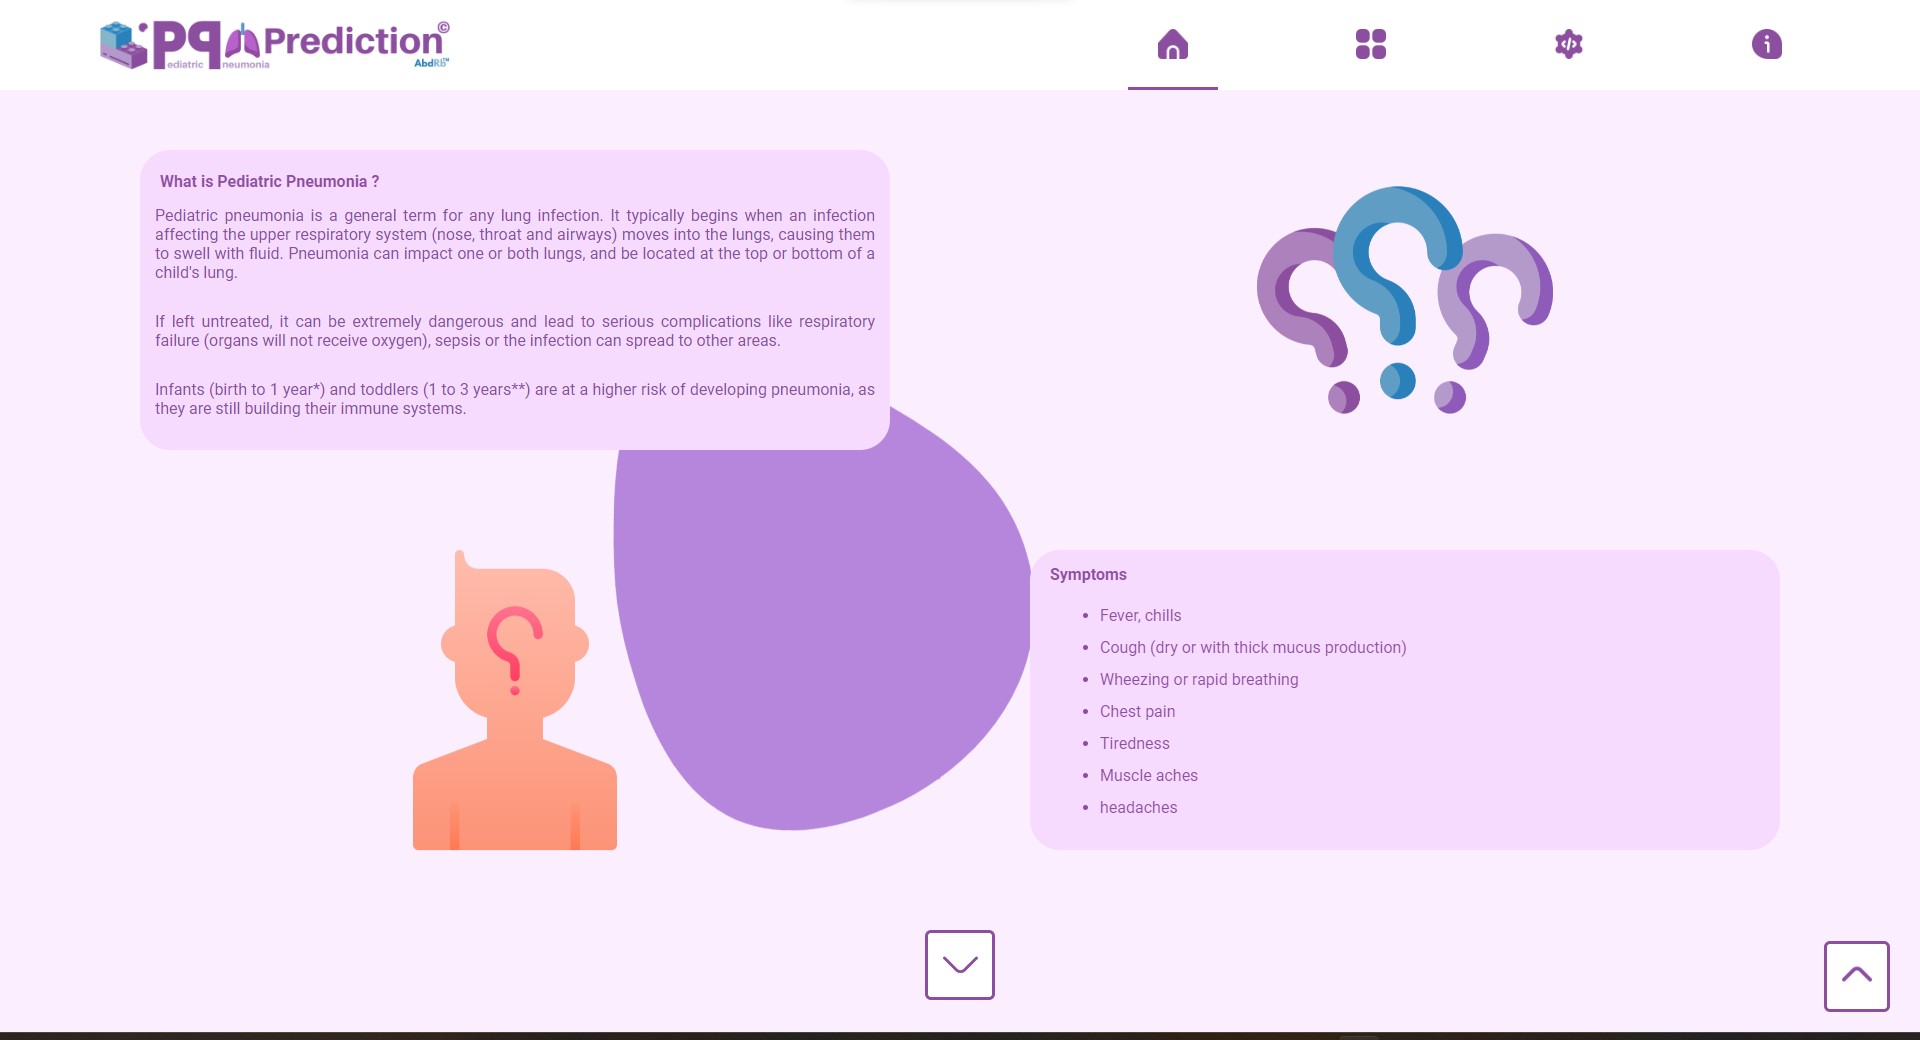 PP Prediction©
ediatric neumonia
AbdRb™
What is Pediatric Pneumonia ?
Pediatric pneumonia is a general term for any lung infection. It typically begins when an infection
affecting the upper respiratory system (nose, throat and airways) moves into the lungs, causing them
to swell with fluid. Pneumonia can impact one or both lungs, and be located at the top or bottom of a
child's lung.
If left untreated, it can be extremely dangerous and lead to serious complications like respiratory
failure (organs will not receive oxygen), sepsis or the infection can spread to other areas.
Infants (birth to 1 year*) and toddlers (1 to 3 years**) are at a higher risk of developing pneumonia, as
they are still building their immune systems.
Symptoms
• Fever, chills
• Cough (dry or with thick mucus production)
• Wheezing or rapid breathing
• Chest pain
• Tiredness
• Muscle aches
• headaches